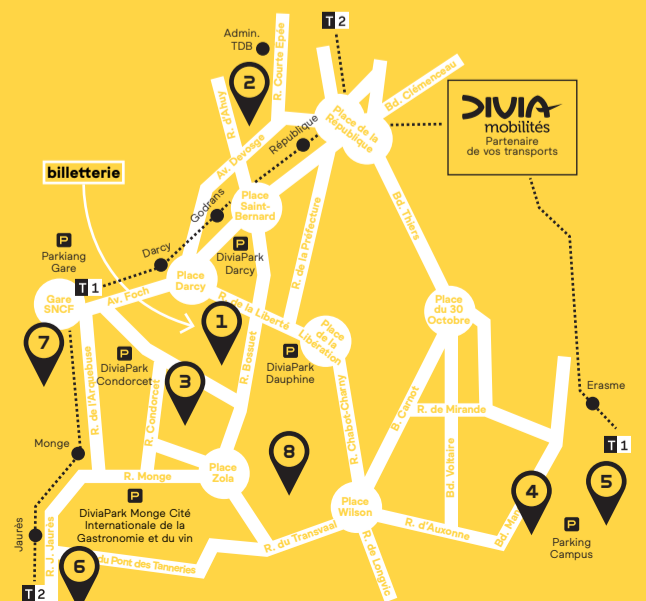 T 2
Admin.
TDB
R. Courte Epée
2
R. d'Ahuy
Av. Devosge
République
Place de la
République
Bd. Clémenceau
DIVIA
mobilités
Partenaire
de vos transports
billetterie
Godrans
Place
Saint-
Bernard
P
Parkiang
Gare
Darcy
P
DiviaPark
Darcy
R. de la Préfecture
Bd. Thiers
T 1
Gare
SNCF
Av. Foch
Place
Darcy
R. de la Liberté
Place
de la
Libération
Place
du 30
Octobre
1
7
R. de l'Arquebuse
P
DiviaPark
Condorcet
3
R. Condorcet
R. Bossuet
P
DiviaPark
Dauphine
R. Chabot-Charny
B. Carnot
R. de Mirande
Erasme
T 1
Monge
R. Monge
Place
Zola
8
Bd. Voltaire
4
5
P
DiviaPark Monge Cité
Internationale de la
Gastronomie et du vin
Place
Wilson
R. d'Auxonne
P
Parking
Campus
Jaurès
R. J. Jaurès
R. du Transvaal
R. de Longvic
du Pont des Tanneries
6
T 2